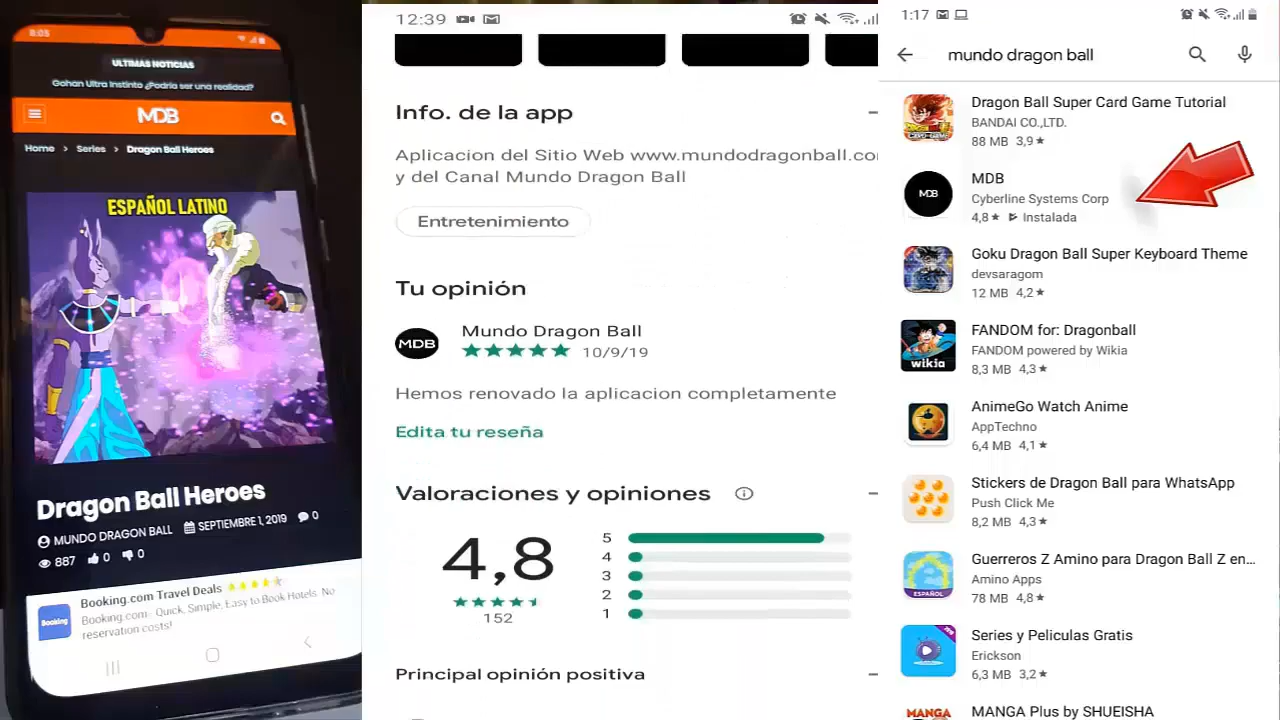 8:05
ULTIMAS NOTICIAS
Gohan Ultra Instinto ¿Podria ser una realidad?
MDB
Home > Series > Dragon Ball Heroes
ESPAÑOL LATINO
Dragon Ball Heroes
MUNDO DRAGON BALL SEPTIEMBRE 1, 2019 0
887 0 0
Booking
Booking.com Travel Deals
Booking.com - Quick, Simple, Easy to Book Hotels. No
reservation costs!
12:39
Info. de la app
Aplicacion del Sitio Web www.mundodragonball.co
y del Canal Mundo Dragon Ball
Entretenimiento
Tu opinión
MDB
Mundo Dragon Ball
10/9/19
Hemos renovado la aplicacion completamente
Edita tu reseña
Valoraciones y opiniones
4,8
152
5
4
3
2
1
Principal opinión positiva
1:17
mundo dragon ball
Dragon Ball Super Card Game Tutorial
BANDAI CO.,LTD.
88 MB 3,9 ★
MDB
MDB
Cyberline Systems Corp
4,8 ★ Instalada
Goku Dragon Ball Super Keyboard Theme
devsaragom
12 MB 4,2 ★
wikia
FANDOM for: Dragonball
FANDOM powered by Wikia
8,3 MB 4,3 ★
AnimeGo Watch Anime
AppTechno
6,4 MB 4,1 ★
Stickers de Dragon Ball para WhatsApp
Push Click Me
8,2 MB 4,3 ★
ESPAÑOL
Guerreros Z Amino para Dragon Ball Z en...
Amino Apps
78 MB 4,8 ★
Series y Peliculas Gratis
Erickson
6,3 MB 3,2 ★
MANGA
MANGA Plus by SHUEISHA